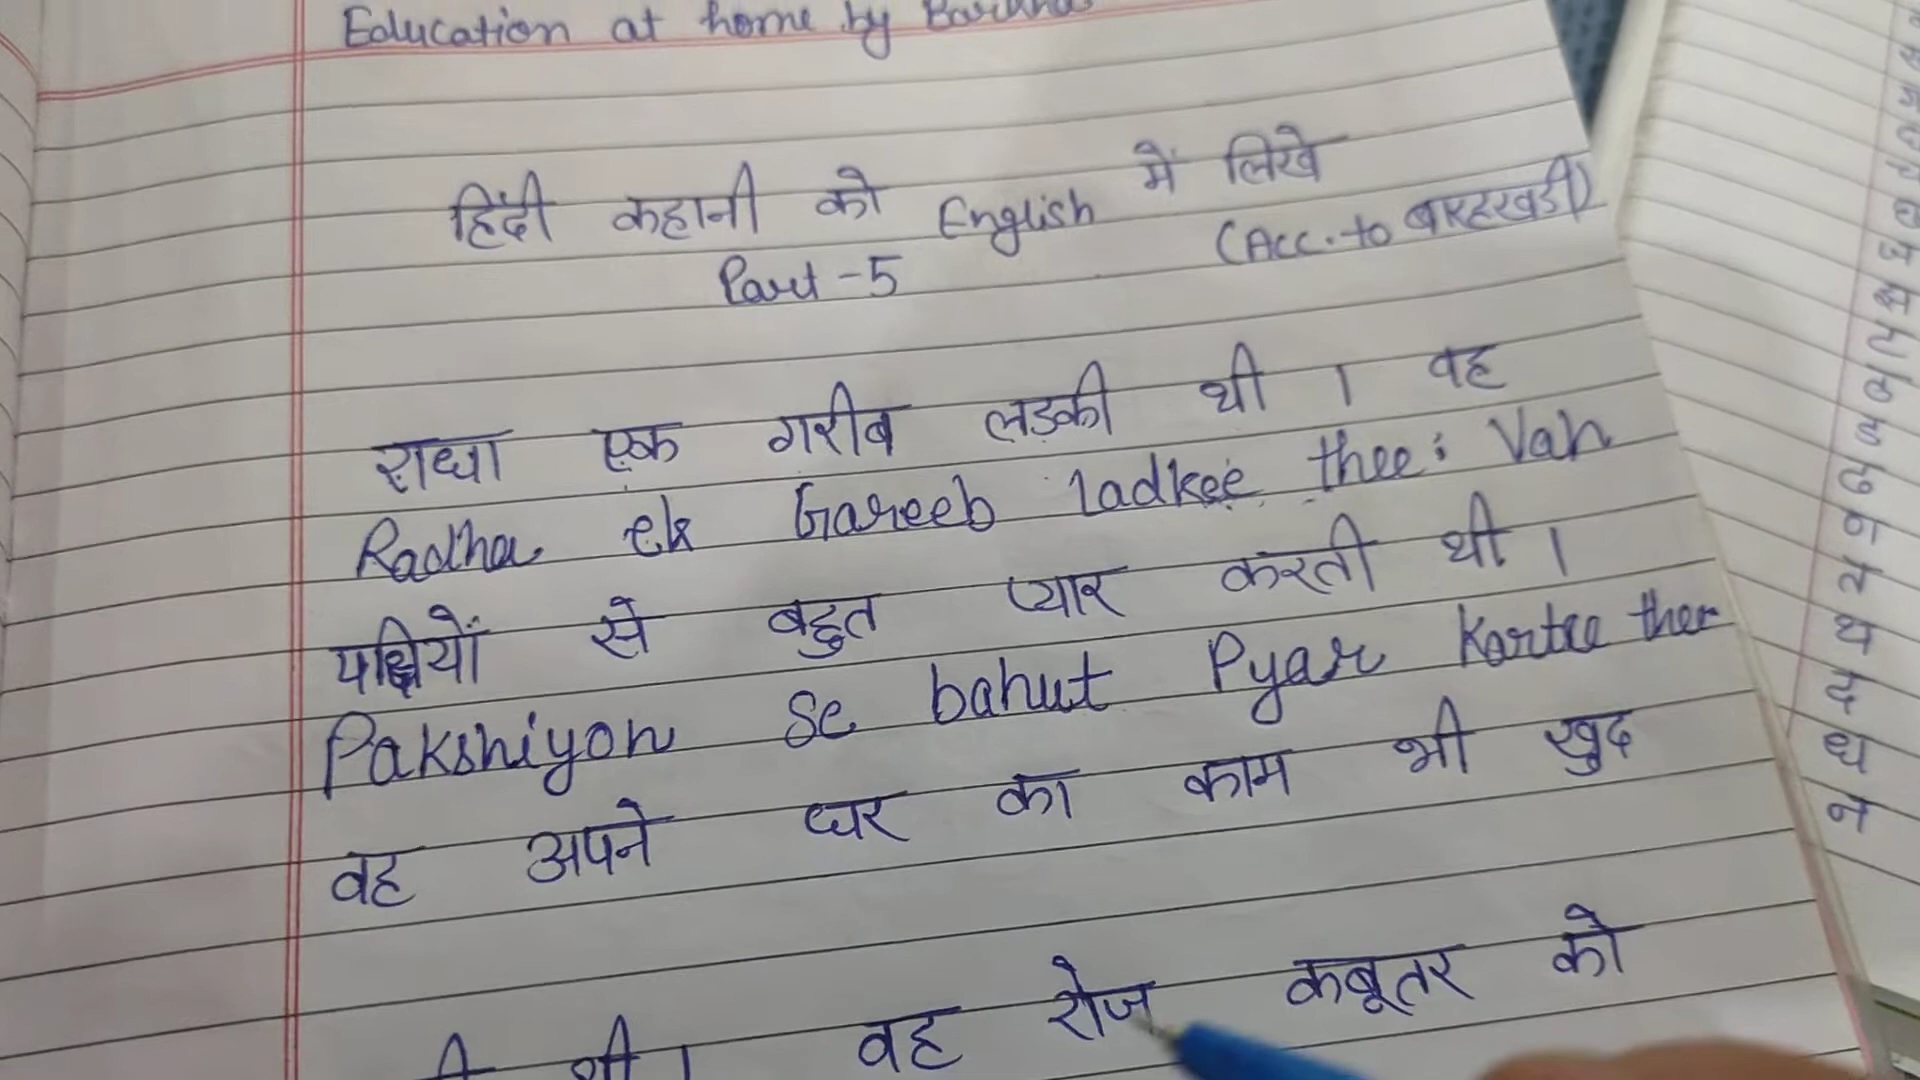 Education at home by
हिंदी कहानी को English में लिखे
Part-5 (Acc. to बारहखडी)
राधा एक गरीब लड़की थी । वह
Radha ek Gareeb ladkee thee: Vah
पक्षियों से बहुत प्यार करती थी ।
Pakshiyon se bahut Pyar Kartee thee
वह अपने घर का काम भी खुद
थी । वह रोज कबूतर को
ण
त
थ
द
ध
न